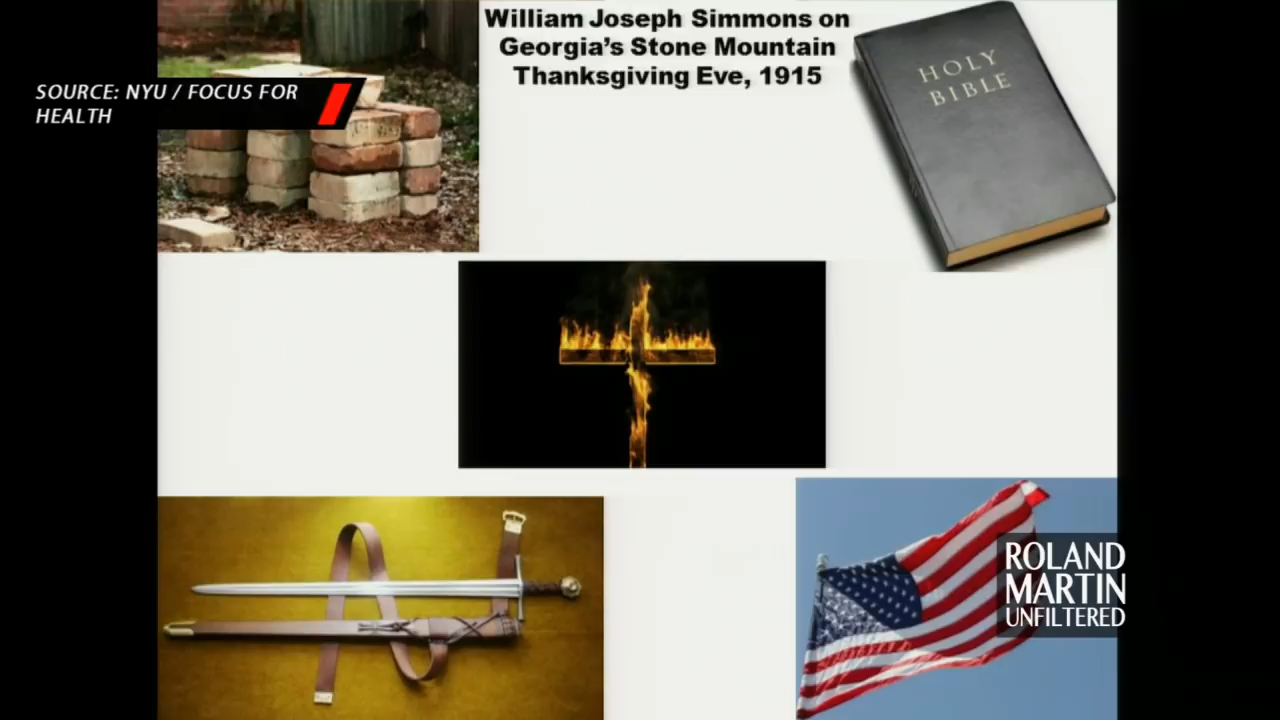 William Joseph Simmons on
Georgia's Stone Mountain
Thanksgiving Eve, 1915
HOLY
BIBLE
SOURCE: NYU / FOCUS FOR
HEALTH
ROLAND
MARTIN
UNFILTERED